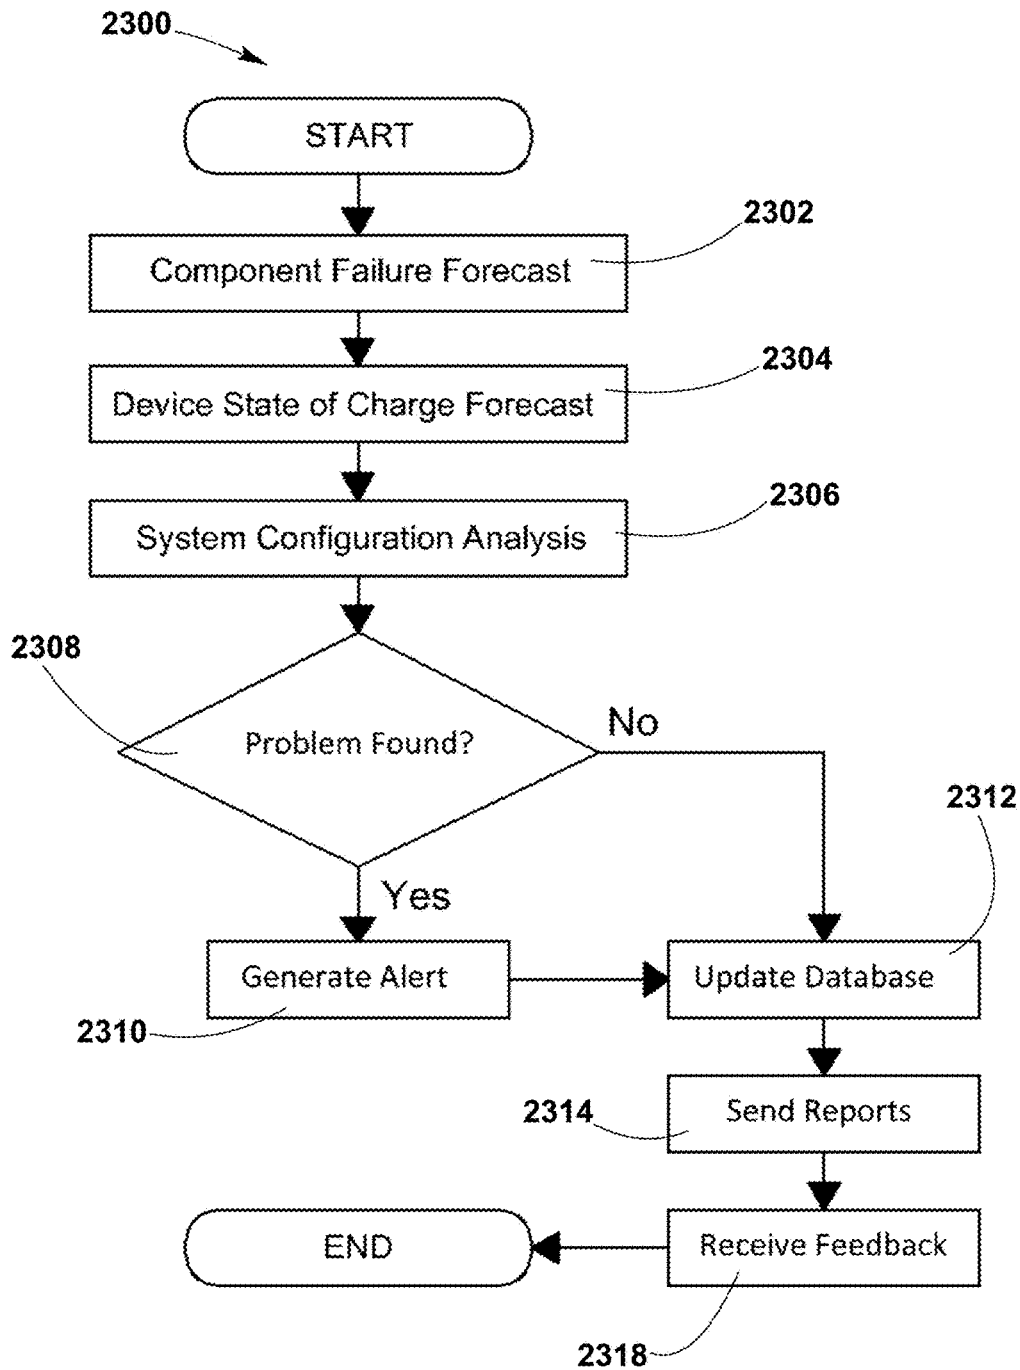 2300
START
2302
Component Failure Forecast
2304
Device State of Charge Forecast
2306
System Configuration Analysis
2308
Problem Found?
No
2312
Yes
Generate Alert
Update Database
2310
2314
Send Reports
END
Receive Feedback
2318